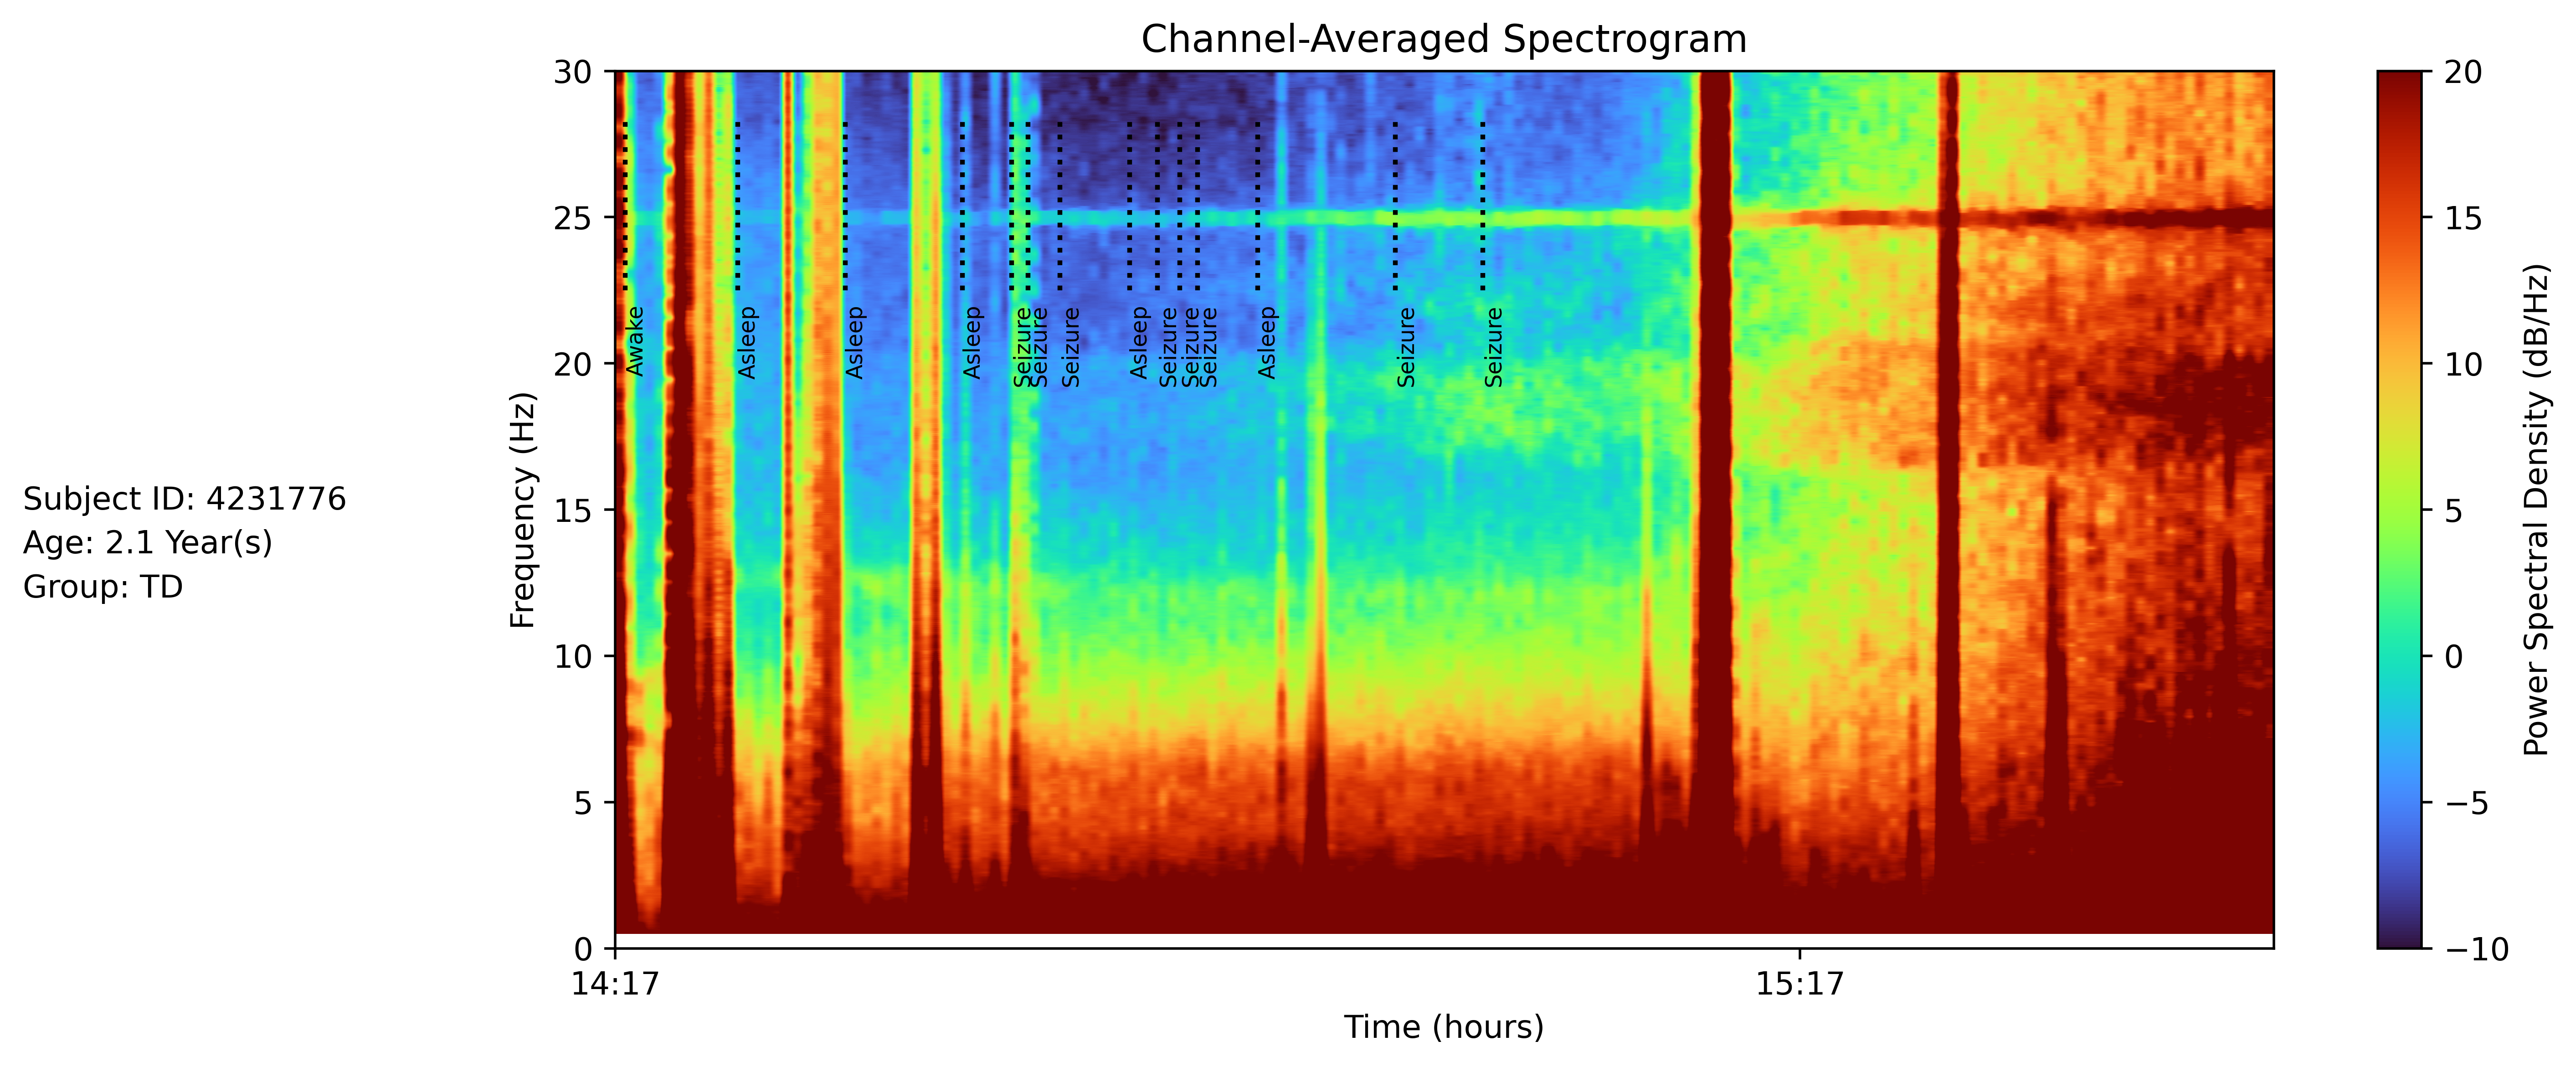 Channel-Averaged Spectrogram
Subject ID: 4231776
Age: 2.1 Year(s)
Group: TD
Frequency (Hz)
30
25
20
15
10
5
0
Awake
Asleep
Asleep
Asleep
Seizure
Seizure
Seizure
Asleep
Seizure
Seizure
Seizure
Asleep
Seizure
Seizure
14:17
15:17
Time (hours)
20
15
10
5
0
−5
−10
Power Spectral Density (dB/Hz)